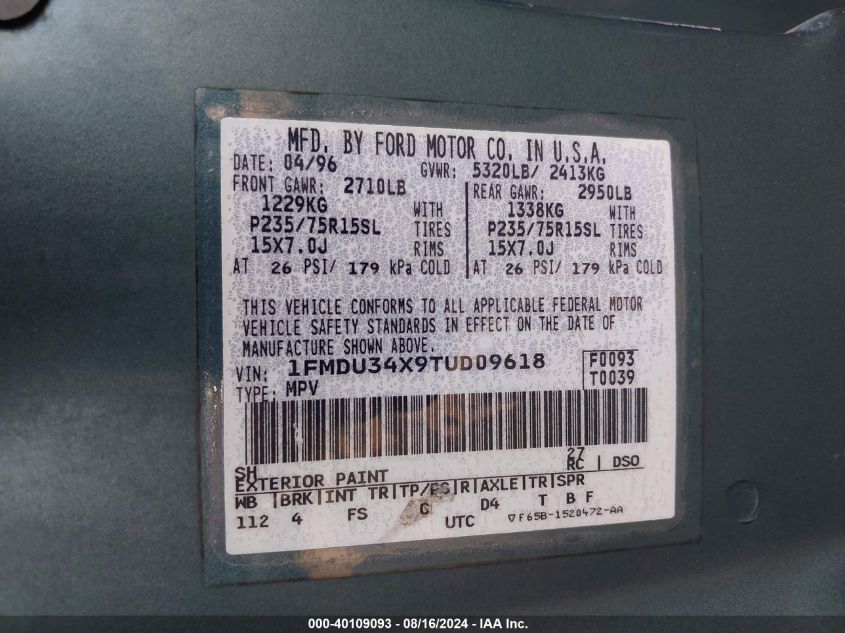 MFD. BY FORD MOTOR CO. IN U.S.A.
DATE: 04/96 GVWR: 5320LB/ 2413KG
FRONT GAWR: 2710LB REAR GAWR: 2950LB
1229KG WITH 1338KG WITH
P235/75R15SL TIRES P235/75R15SL TIRES
15X7.0J RIMS 15X7.0J RIMS
AT 26 PSI/ 179 kPa COLD AT 26 PSI/ 179 kPa COLD
THIS VEHICLE CONFORMS TO ALL APPLICABLE FEDERAL MOTOR
VEHICLE SAFETY STANDARDS IN EFFECT ON THE DATE OF
MANUFACTURE SHOWN ABOVE.
VIN: 1FMDU34X9TUD09618 F0093
TYPE: MPV T0039
SH 27
EXTERIOR PAINT RC | DSO
WB |BRK|INT TR|TP/PS|R|AXLE|TR|SPR
112 4 FS G D4 T B F
UTC ▽F65B-1520472-AA
000-40109093 - 08/16/2024 - IAA Inc.